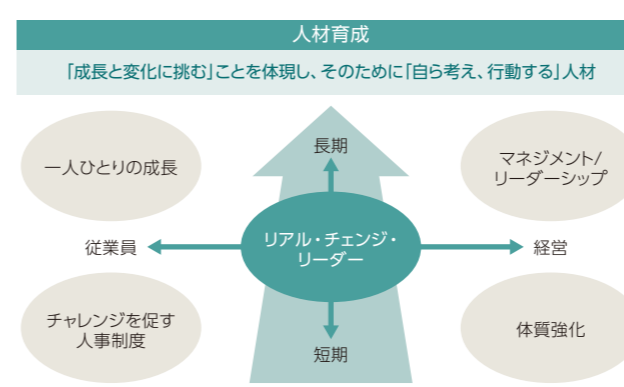 人材育成
「成長と変化に挑む」ことを体現し、そのために「自ら考え、行動する」人材
長期
一人ひとりの成長
マネジメント/
リーダーシップ
従業員
リアル・チェンジ・
リーダー
経営
チャレンジを促す
人事制度
体質強化
短期